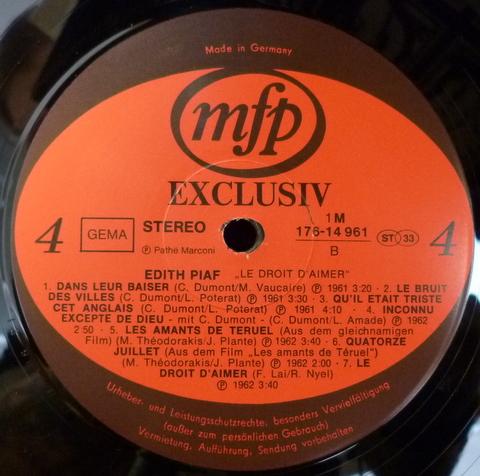 Made in Germany
mfp
EXCLUSIV
4 GEMA STEREO 1 M ST 33 4
176-14 961
℗ Pathé Marconi B
EDITH PIAF „LE DROIT D'AIMER"
1. DANS LEUR BAISER (C. Dumont/M. Vaucaire) ℗ 1961 3:20 · 2. LE BRUIT
DES VILLES (C. Dumont/L. Poterat) ℗ 1961 3:30 · 3. QU'IL ETAIT TRISTE
CET ANGLAIS (C. Dumont/L. Poterat) ℗ 1961 4:10 · 4. INCONNU
EXCEPTE DE DIEU - mit C. Dumont - (C. Dumont/L. Amade) ℗ 1962
2:50 · 5. LES AMANTS DE TERUEL (Aus dem gleichnamigen
Film) (M. Théodorakis/J. Plante) ℗ 1962 3:40 · 6. QUATORZE
JUILLET (Aus dem Film „Les amants de Téruel")
(M. Théodorakis/J. Plante) ℗ 1962 2:00 · 7. LE
DROIT D'AIMER (F. Lai/R. Nyel)
℗ 1962 3:40
Urheber- und Leistungsschutzrechte, besonders Vervielfältigung
(außer zum persönlichen Gebrauch)
Vermietung, Aufführung, Sendung vorbehalten